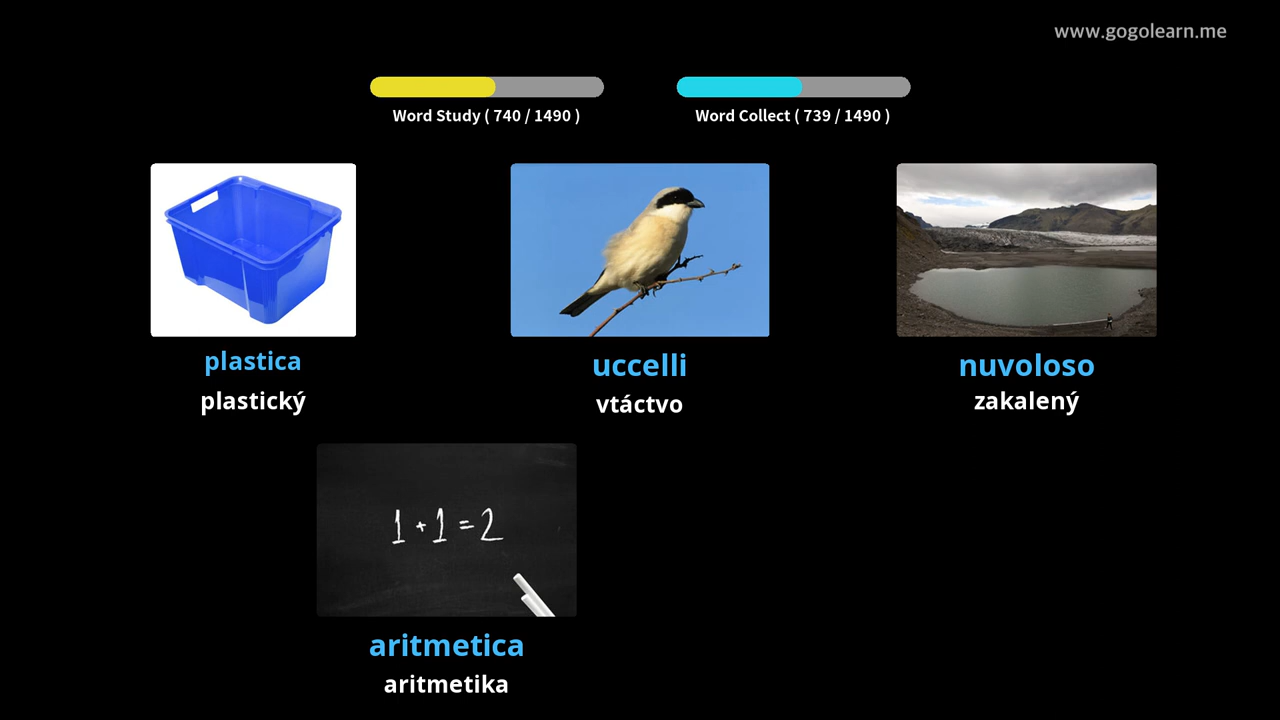 www.gogolearn.me
Word Study ( 740 / 1490 )
Word Collect ( 739 / 1490 )
plastica
plastický
uccelli
vtáctvo
nuvoloso
zakalený
1 + 1 = 2
aritmetica
aritmetika